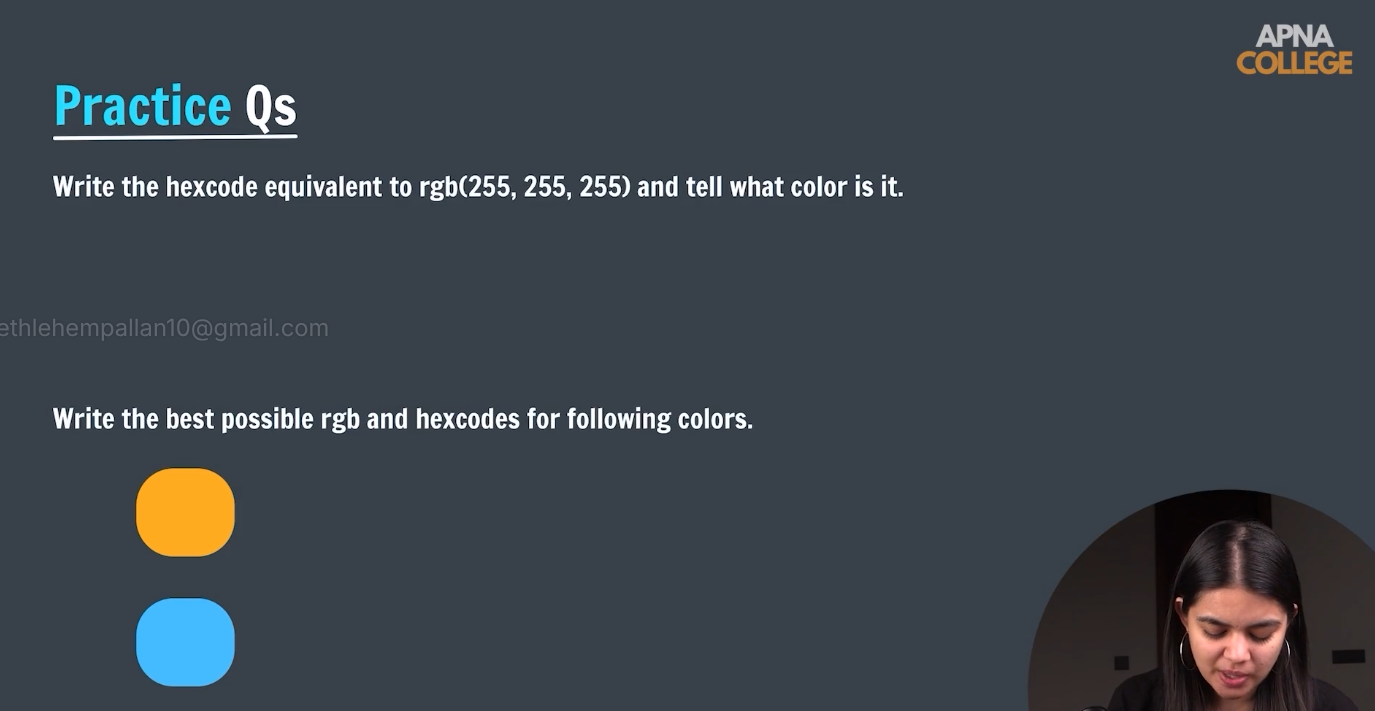 APNA
COLLEGE
Practice Qs
Write the hexcode equivalent to rgb(255, 255, 255) and tell what color is it.
ethlehempallan10@gmail.com
Write the best possible rgb and hexcodes for following colors.